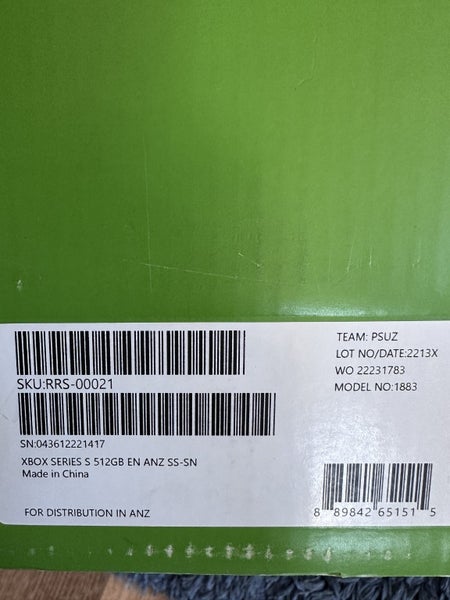 SKU:RRS-00021
SN:043612221417
XBOX SERIES S 512GB EN ANZ SS-SN
Made in China
FOR DISTRIBUTION IN ANZ
TEAM: PSUZ
LOT NO/DATE:2213X
WO 22231783
MODEL NO:1883
8 89842 65151 5